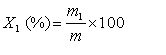 X₁ (%) = m₁/m × 100